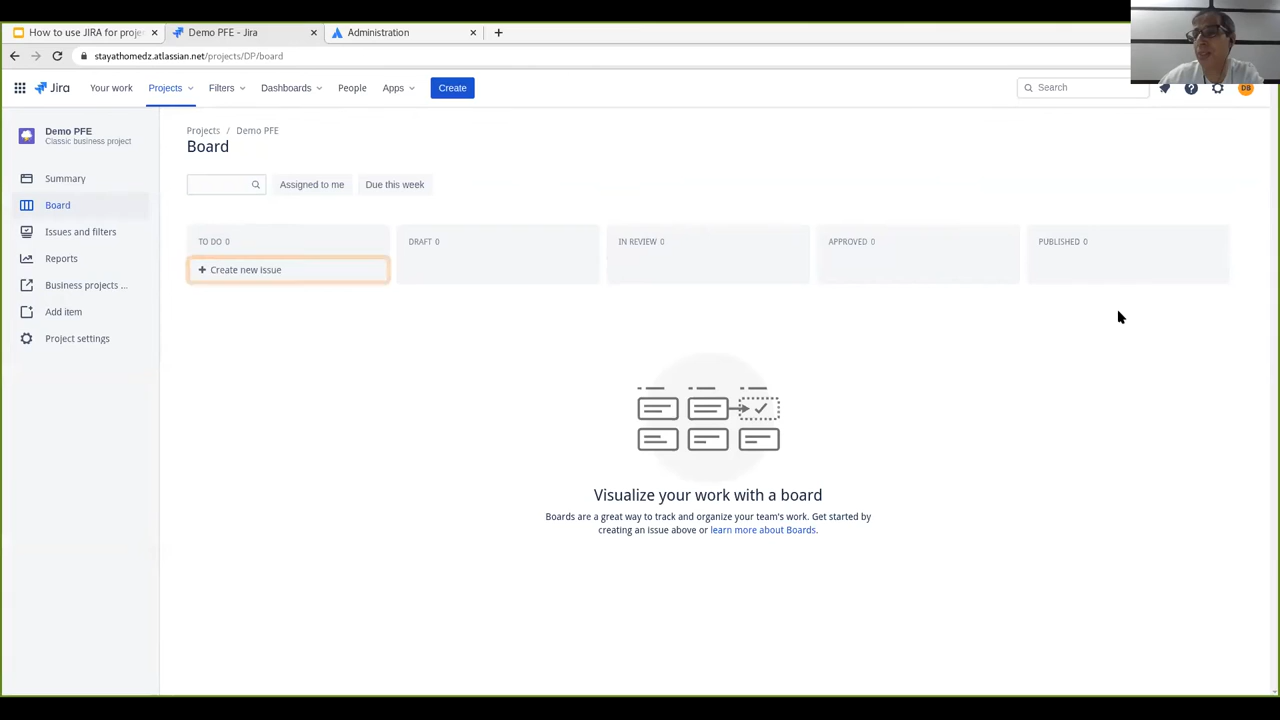 How to use JIRA for proje
Demo PFE - Jira
Administration
stayathomedz.atlassian.net/projects/DP/board
Jira
Your work
Projects
Filters
Dashboards
People
Apps
Create
Search
DB
Demo PFE
Classic business project
Summary
Board
Issues and filters
Reports
Business projects ...
Add item
Project settings
Projects / Demo PFE
Board
Assigned to me
Due this week
TO DO 0
DRAFT 0
IN REVIEW 0
APPROVED 0
PUBLISHED 0
+ Create new issue
Visualize your work with a board
Boards are a great way to track and organize your team's work. Get started by
creating an issue above or learn more about Boards.